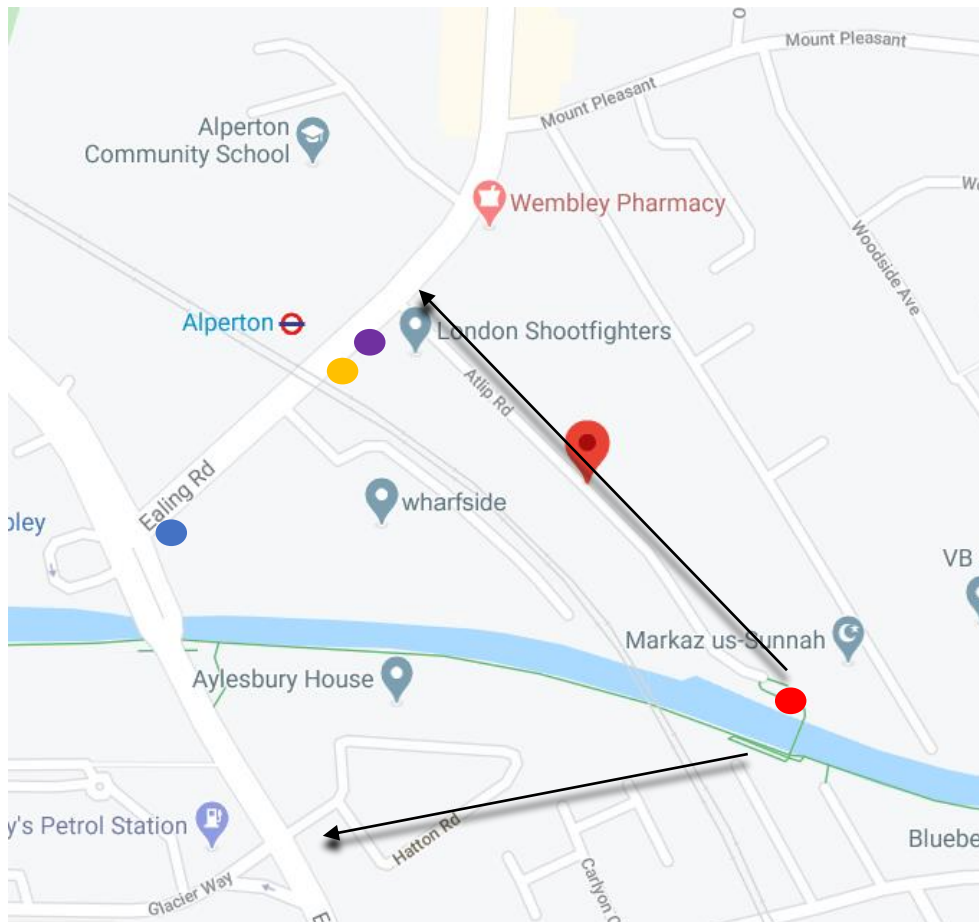 O
Mount Pleasant
Mount Pleasant
Alperton
Community School
Wembley Pharmacy
Woodside Ave
Alperton
London Shootfighters
Atlip Rd
Ealing Rd
wharfside
VB
Markaz us-Sunnah
Aylesbury House
y's Petrol Station
Hatton Rd
Glacier Way
Carlyon
Bluebe
E